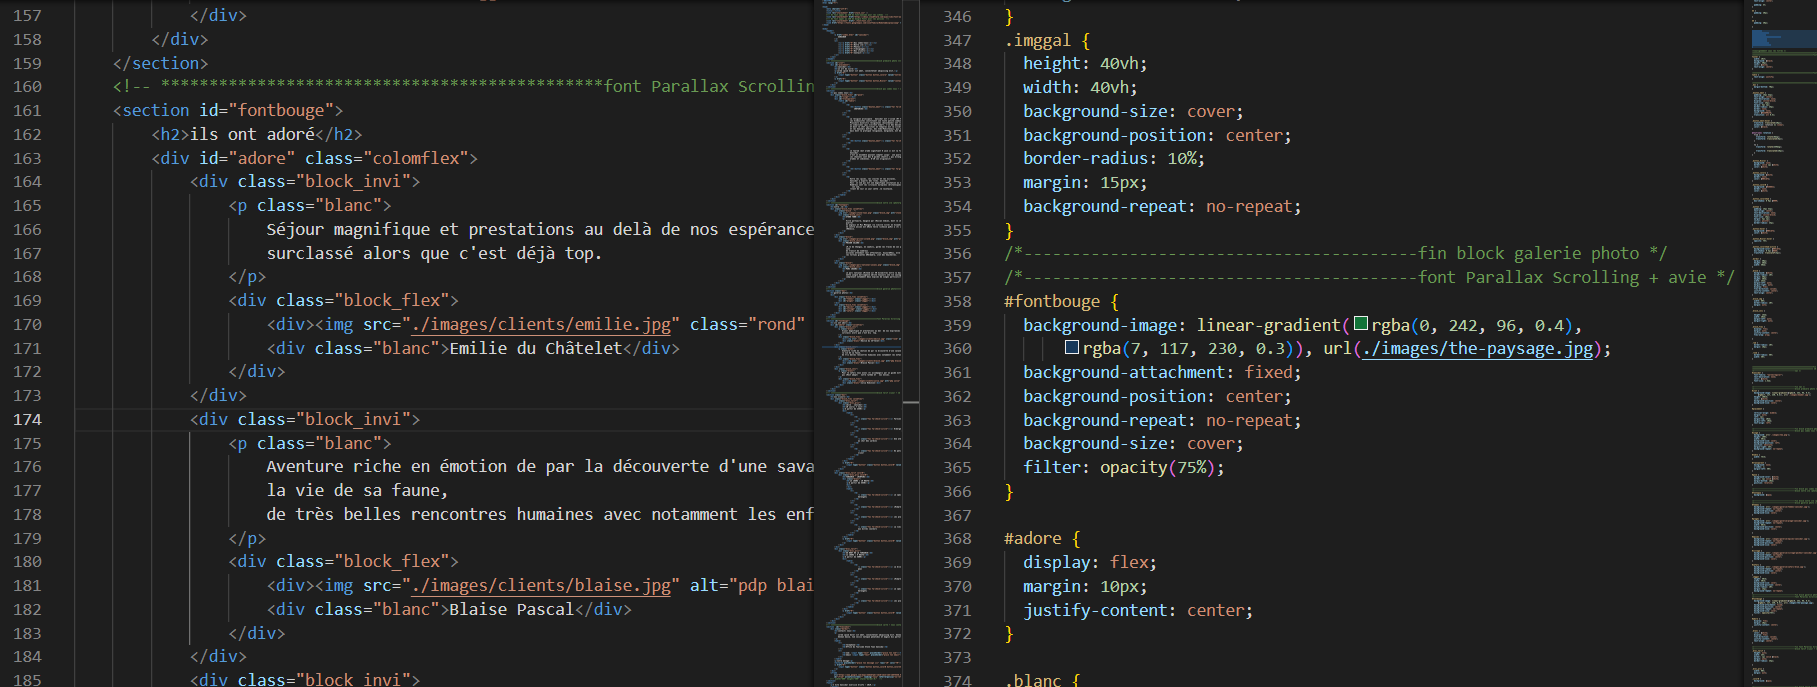 157 </div>
158 </div>
159 </section>
160 <!-- **********************************************font Parallax Scrollin
161 <section id="fontbouge">
162 <h2>ils ont adoré</h2>
163 <div id="adore" class="colomflex">
164 <div class="block_invi">
165 <p class="blanc">
166 Séjour magnifique et prestations au delà de nos espérance
167 surclassé alors que c'est déjà top.
168 </p>
169 <div class="block_flex">
170 <div><img src="./images/clients/emilie.jpg" class="rond"
171 <div class="blanc">Emilie du Châtelet</div>
172 </div>
173 </div>
174 <div class="block_invi">
175 <p class="blanc">
176 Aventure riche en émotion de par la découverte d'une sava
177 la vie de sa faune,
178 de très belles rencontres humaines avec notamment les enf
179 </p>
180 <div class="block_flex">
181 <div><img src="./images/clients/blaise.jpg" alt="pdp blai
182 <div class="blanc">Blaise Pascal</div>
183 </div>
184 </div>
185 <div class="block_invi">
346 }
347 .imggal {
348 height: 40vh;
349 width: 40vh;
350 background-size: cover;
351 background-position: center;
352 border-radius: 10%;
353 margin: 15px;
354 background-repeat: no-repeat;
355 }
356 /*-----------------------------------------fin block galerie photo */
357 /*-----------------------------------------font Parallax Scrolling + avie */
358 #fontbouge {
359 background-image: linear-gradient(rgba(0, 242, 96, 0.4),
360 rgba(7, 117, 230, 0.3)), url(./images/the-paysage.jpg);
361 background-attachment: fixed;
362 background-position: center;
363 background-repeat: no-repeat;
364 background-size: cover;
365 filter: opacity(75%);
366 }
367
368 #adore {
369 display: flex;
370 margin: 10px;
371 justify-content: center;
372 }
373
374 .blanc {